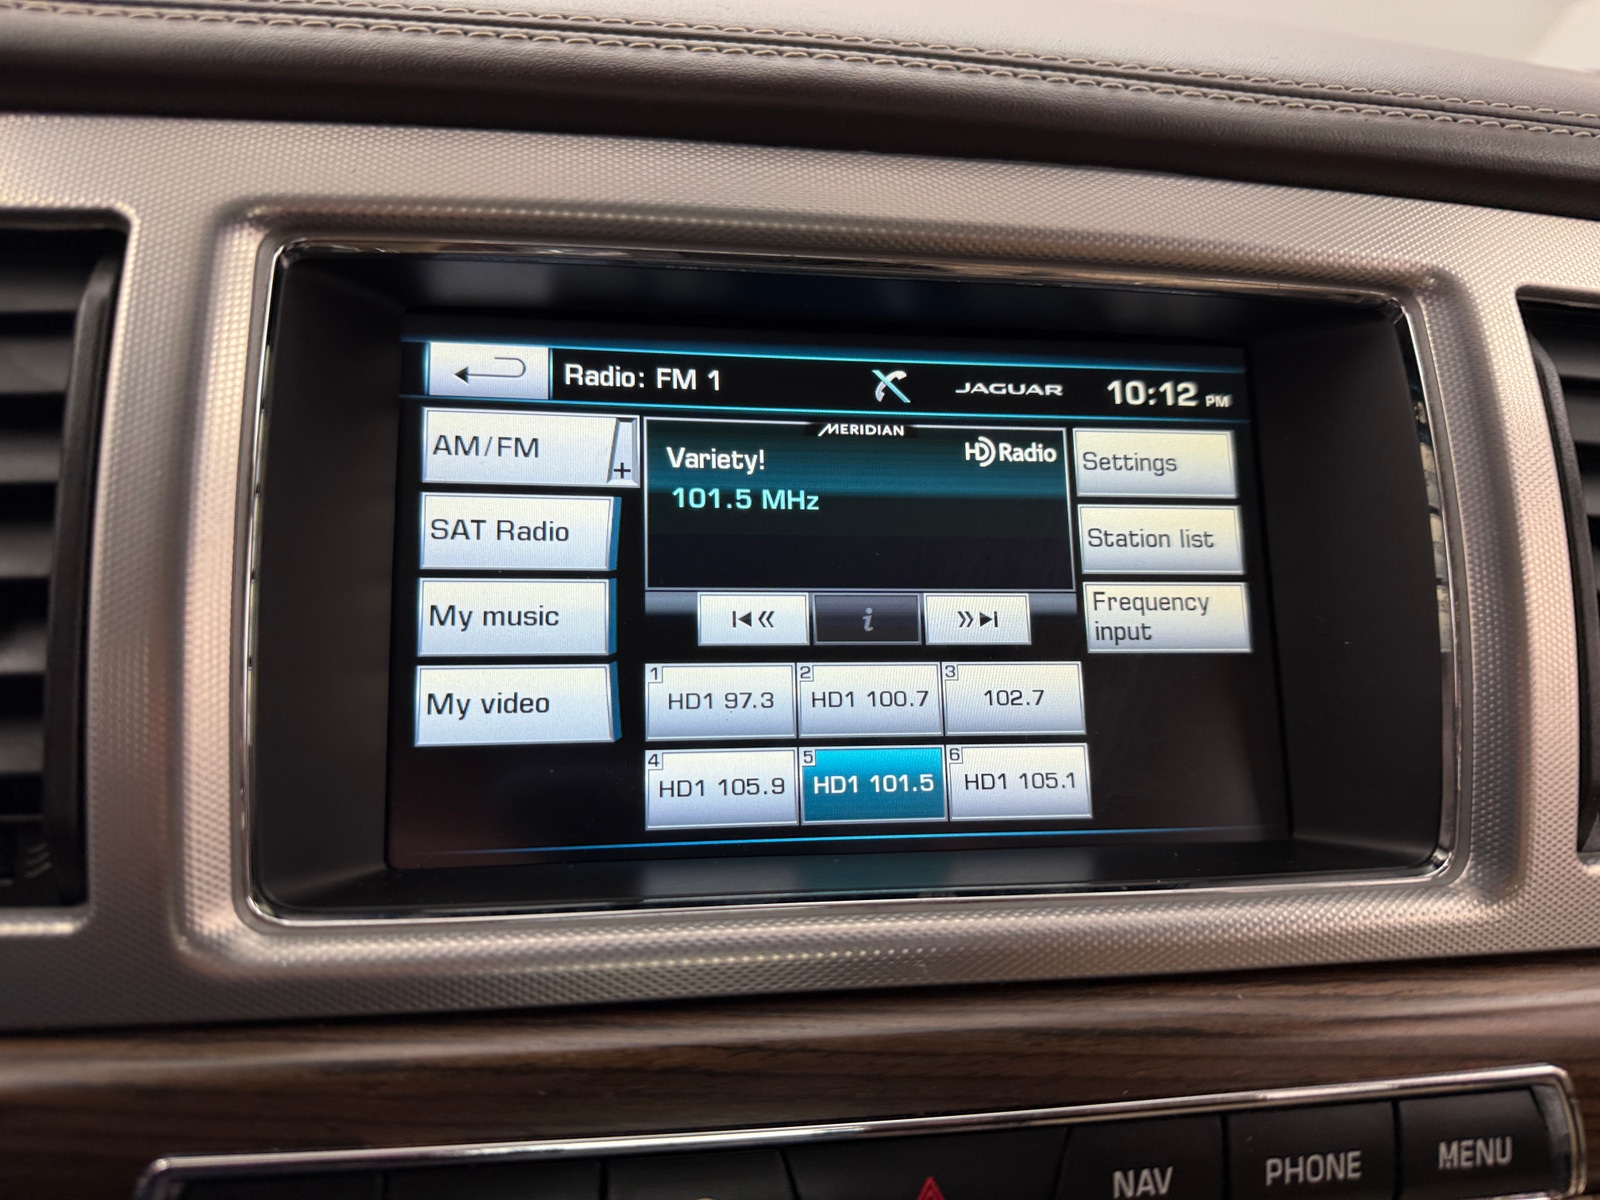 Radio: FM 1
JAGUAR
10:12 PM
AM/FM
+
SAT Radio
My music
My video
MERIDIAN
HD Radio
Variety!
101.5 MHz
i
Settings
Station list
Frequency
input
1 HD1 97.3
2 HD1 100.7
3 102.7
4 HD1 105.9
5 HD1 101.5
6 HD1 105.1
NAV
PHONE
MENU